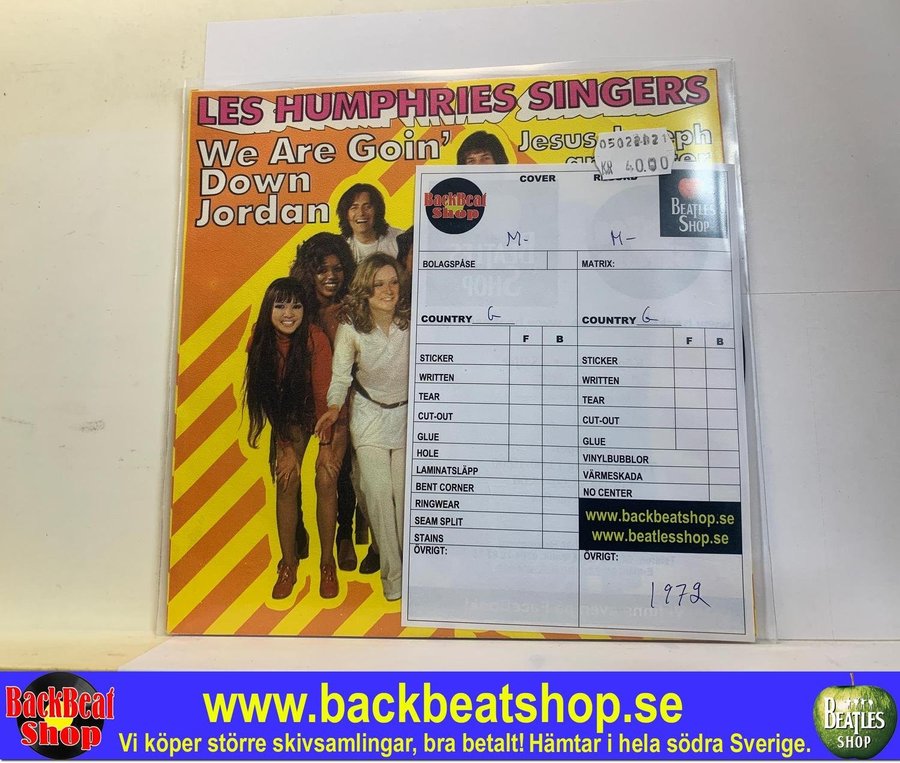 LES HUMPHRIES SINGERS
We Are Goin'
Down
Jordan
Jesus
05022021
KR 40.00
COVER
BackBeat
Shop
BEATLES
SHOP
M-
M-
BOLAGSPÅSE
MATRIX:
COUNTRY G
COUNTRY G
F B
F B
STICKER
STICKER
WRITTEN
WRITTEN
TEAR
TEAR
CUT-OUT
CUT-OUT
GLUE
GLUE
HOLE
VINYLBUBBLOR
LAMINATSLÄPP
VÄRMESKADA
BENT CORNER
NO CENTER
RINGWEAR
www.backbeatshop.se
SEAM SPLIT
www.beatlesshop.se
STAINS
ÖVRIGT:
ÖVRIGT:
1972
BackBeat
Shop
www.backbeatshop.se
Vi köper större skivsamlingar, bra betalt! Hämtar i hela södra Sverige.
BEATLES
SHOP